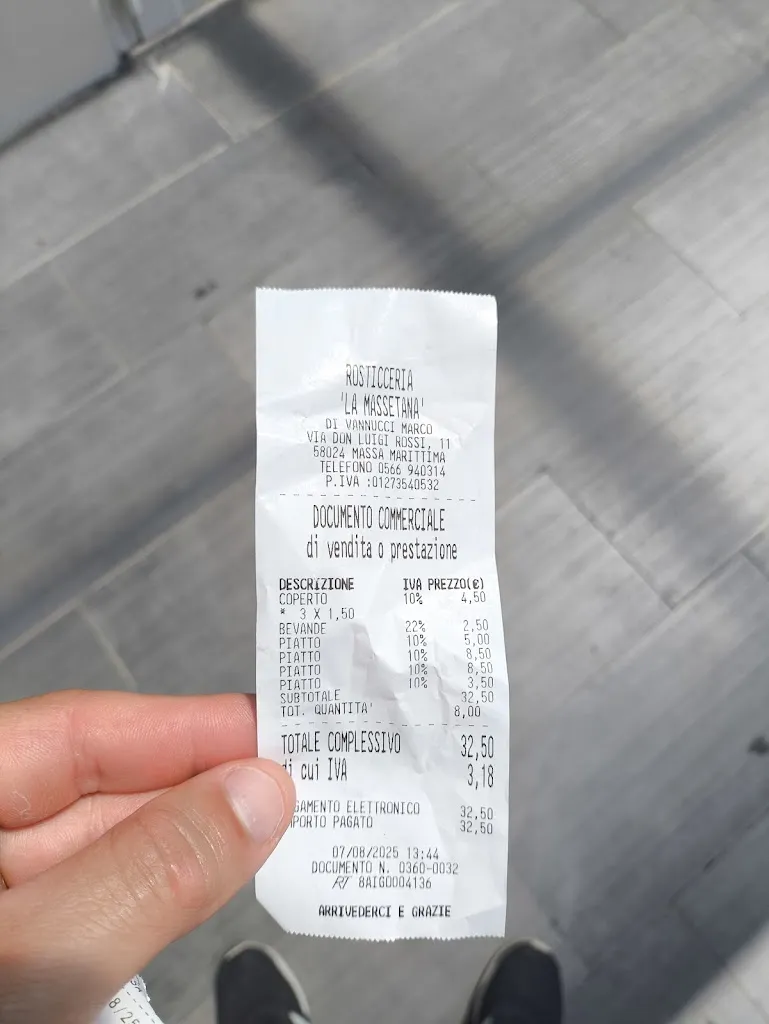 ROSTICCERIA
'LA MASSETANA'
DI VANNUCCI MARCO
VIA DON LUIGI ROSSI, 11
58024 MASSA MARITTIMA
TELEFONO 0566 940314
P.IVA :01273540532
DOCUMENTO COMMERCIALE
di vendita o prestazione
DESCRIZIONE IVA PREZZO(€)
COPERTO 10% 4,50
* 3 X 1,50
BEVANDE 22% 2,50
PIATTO 10% 5,00
PIATTO 10% 8,50
PIATTO 10% 8,50
PIATTO 10% 3,50
SUBTOTALE 32,50
TOT. QUANTITA' 8,00
TOTALE COMPLESSIVO 32,50
di cui IVA 3,18
GAMENTO ELETTRONICO 32,50
PORTO PAGATO 32,50
07/08/2025 13:44
DOCUMENTO N. 0360-0032
RT 8AIGD004136
ARRIVEDERCI E GRAZIE
8/25